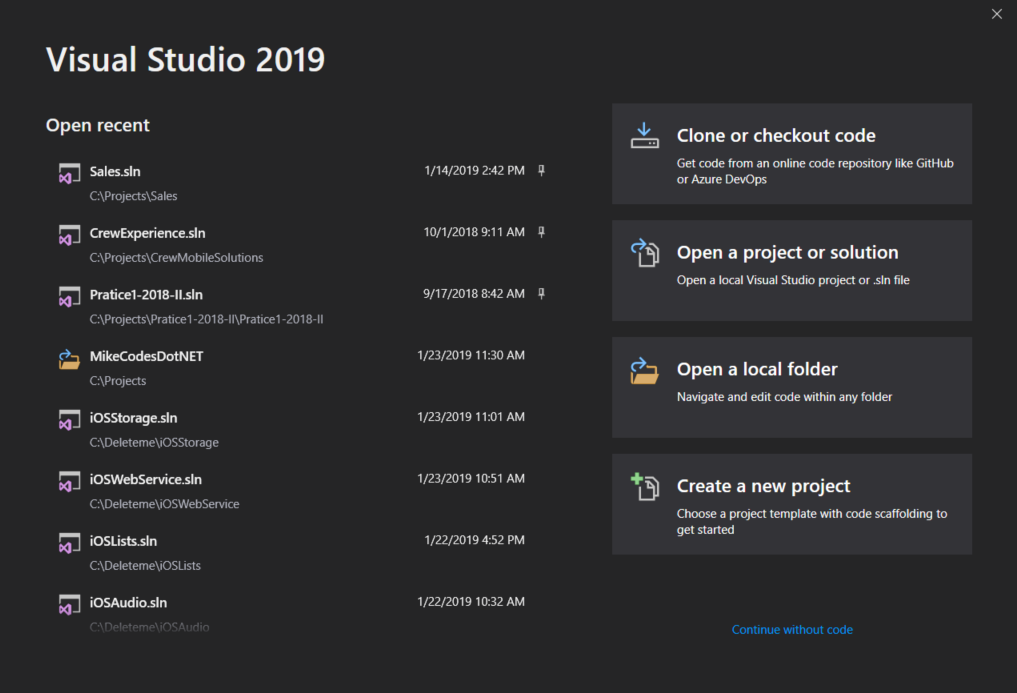 Visual Studio 2019
Open recent
Sales.sln 1/14/2019 2:42 PM
C:\Projects\Sales
CrewExperience.sln 10/1/2018 9:11 AM
C:\Projects\CrewMobileSolutions
Pratice1-2018-II.sln 9/17/2018 8:42 AM
C:\Projects\Pratice1-2018-II\Pratice1-2018-II
MikeCodesDotNET 1/23/2019 11:30 AM
C:\Projects
iOSStorage.sln 1/23/2019 11:01 AM
C:\Deleteme\iOSStorage
iOSWebService.sln 1/23/2019 10:51 AM
C:\Deleteme\iOSWebService
iOSLists.sln 1/22/2019 4:52 PM
C:\Deleteme\iOSLists
iOSAudio.sln 1/22/2019 10:32 AM
C:\Deleteme\iOSAudio
Clone or checkout code
Get code from an online code repository like GitHub
or Azure DevOps
Open a project or solution
Open a local Visual Studio project or .sln file
Open a local folder
Navigate and edit code within any folder
Create a new project
Choose a project template with code scaffolding to
get started
Continue without code